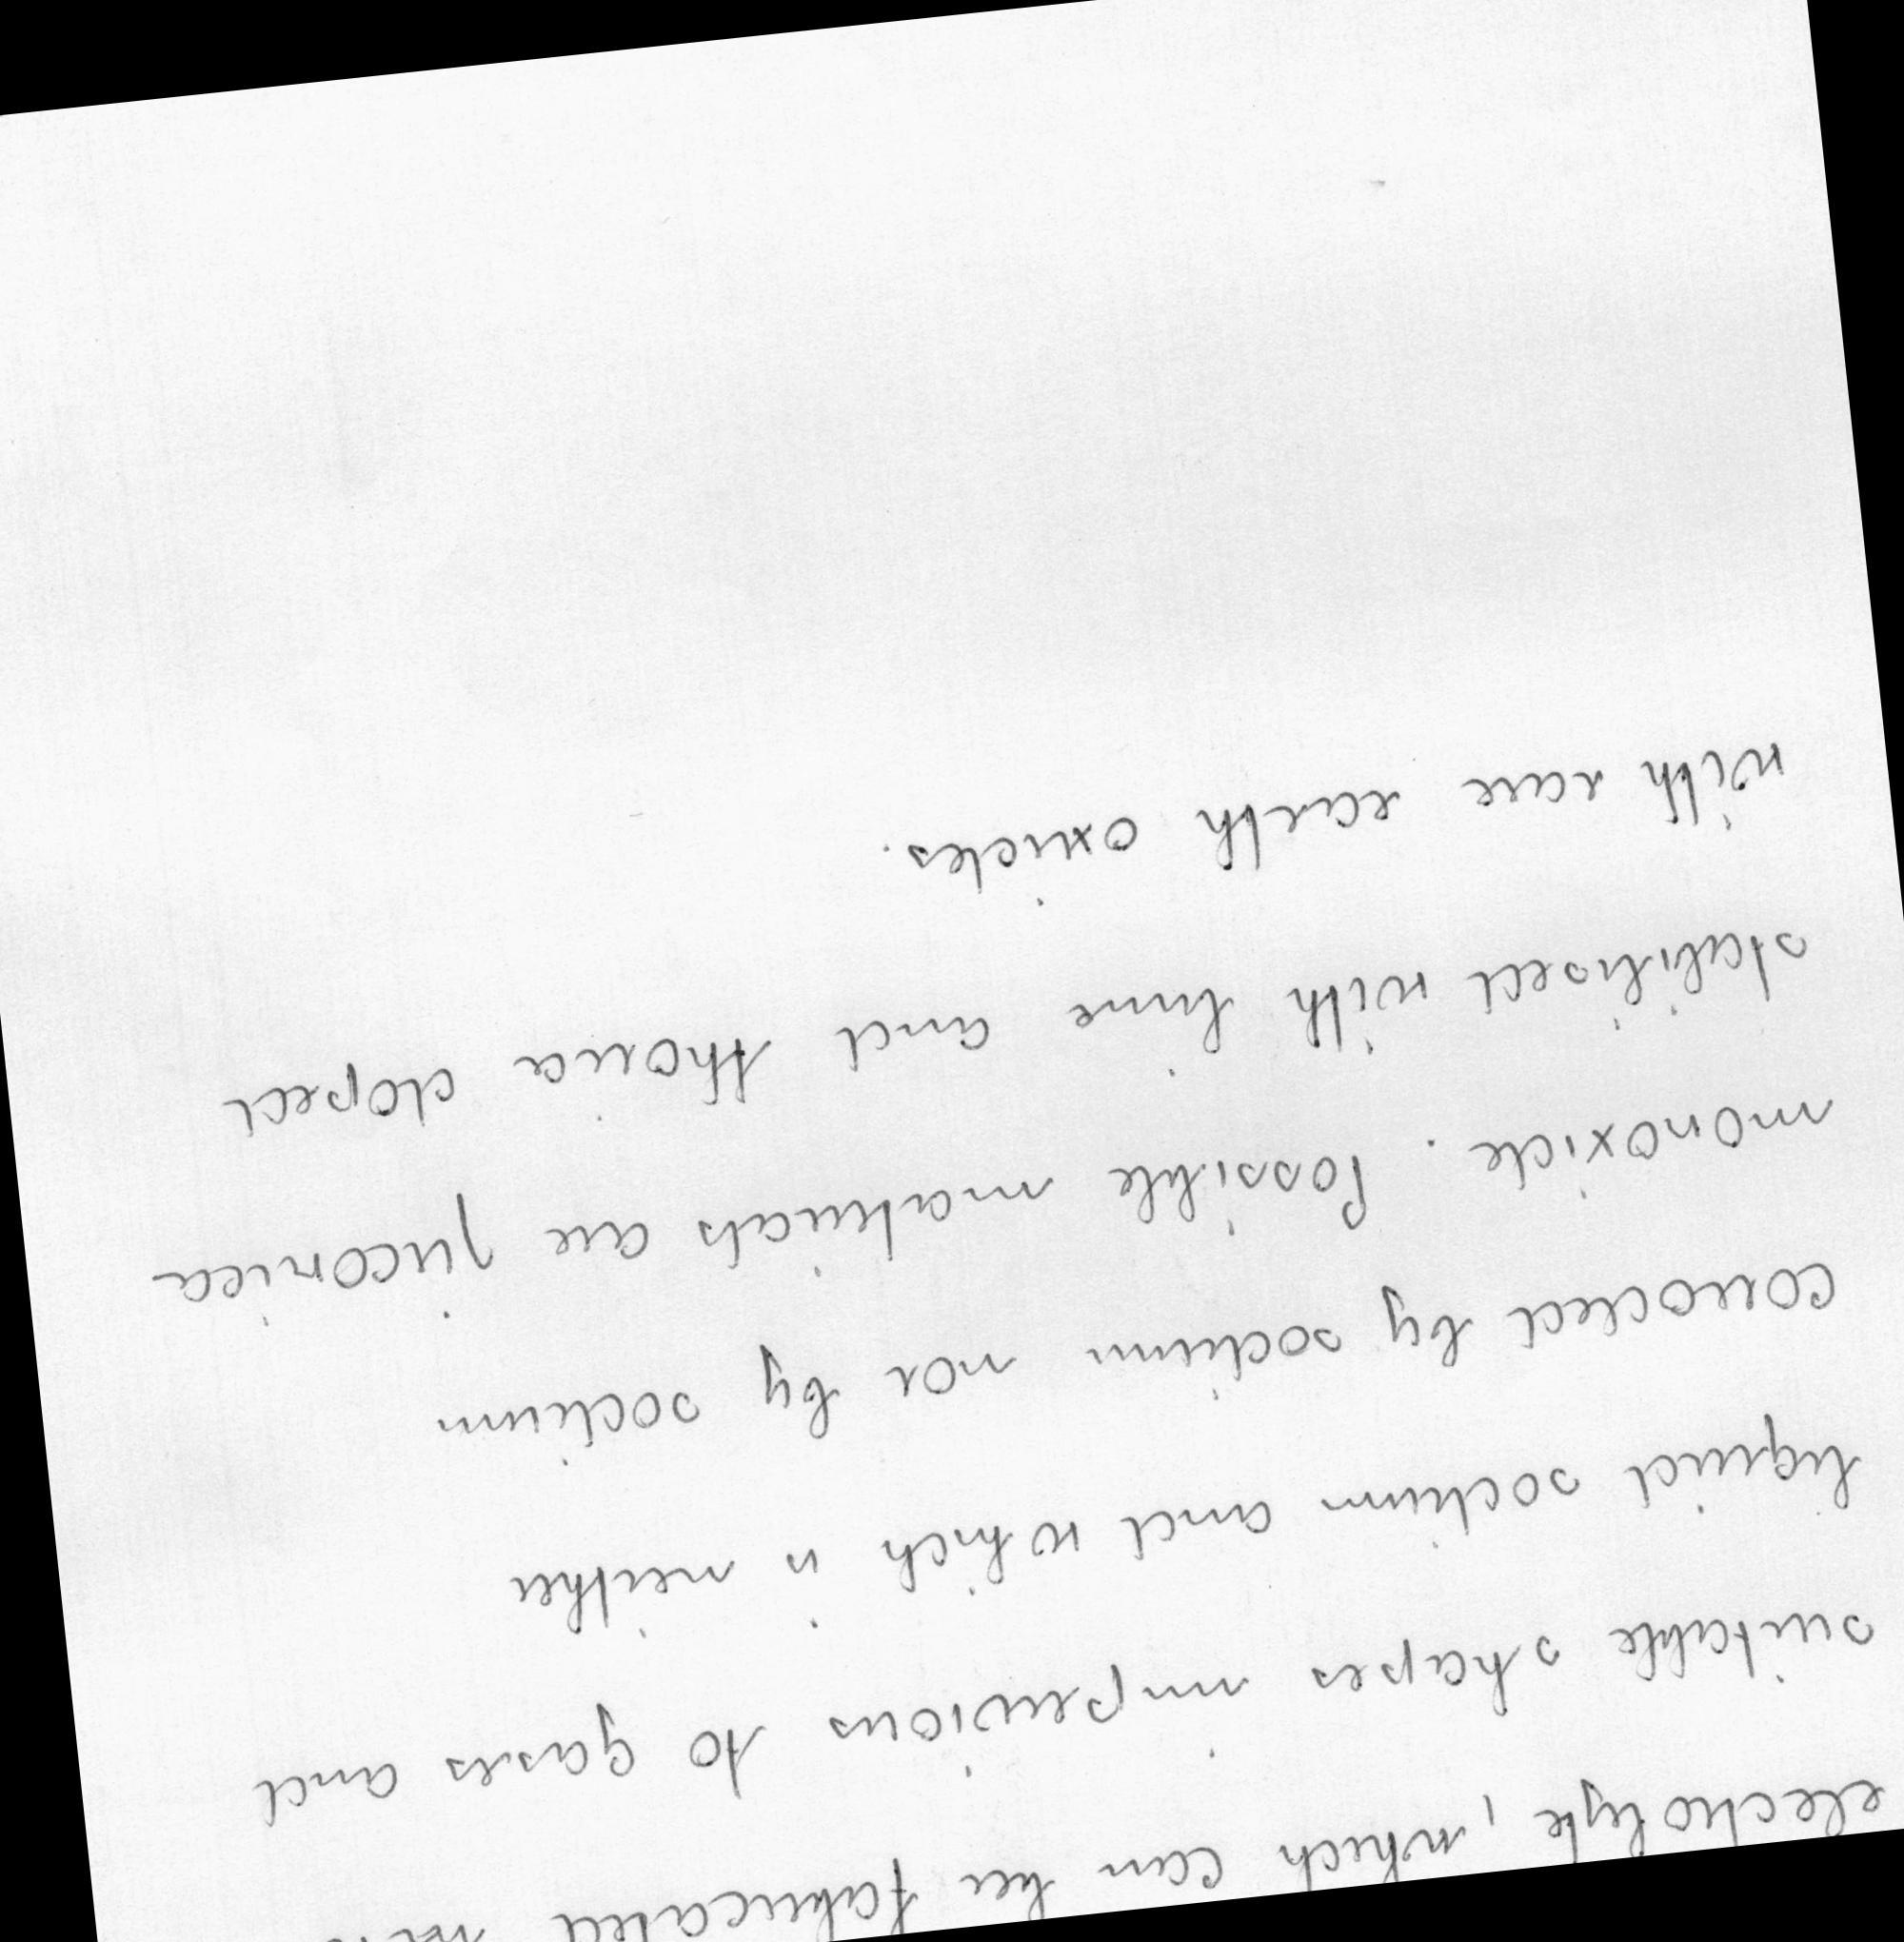 electrolyte, which can be fabricated into
suitable shapes impervious to gases and
liquid sodium and which is neither
corroded by sodium nor by sodium
monoxide. Possible materials are zirconia
stabilised with lime and thoria doped
with rare earth oxides.